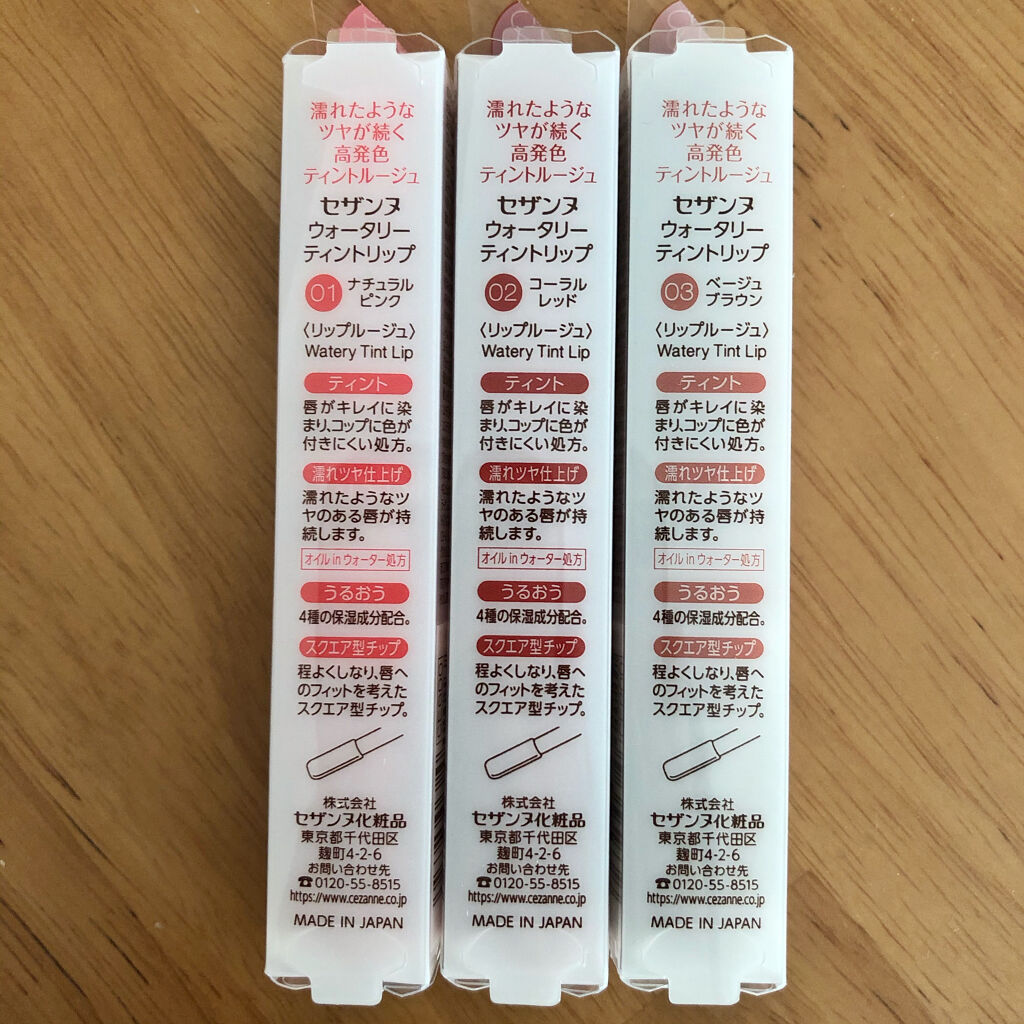 濡れたような
ツヤが続く
高発色
ティントルージュ
セザンヌ
ウォータリー
ティントリップ
01 ナチュラル
ピンク
〈リップルージュ〉
Watery Tint Lip
ティント
唇がキレイに染
まり、コップに色が
付きにくい処方。
濡れツヤ仕上げ
濡れたようなツ
ヤのある唇が持
続します。
オイル in ウォーター処方
うるおう
4種の保湿成分配合。
スクエア型チップ
程よくしなり、唇へ
のフィットを考えた
スクエア型チップ。
株式会社
セザンヌ化粧品
東京都千代田区
麹町4-2-6
お問い合わせ先
☎0120-55-8515
https://www.cezanne.co.jp
MADE IN JAPAN
濡れたような
ツヤが続く
高発色
ティントルージュ
セザンヌ
ウォータリー
ティントリップ
02 コーラル
レッド
〈リップルージュ〉
Watery Tint Lip
ティント
唇がキレイに染
まり、コップに色が
付きにくい処方。
濡れツヤ仕上げ
濡れたようなツ
ヤのある唇が持
続します。
オイル in ウォーター処方
うるおう
4種の保湿成分配合。
スクエア型チップ
程よくしなり、唇へ
のフィットを考えた
スクエア型チップ。
株式会社
セザンヌ化粧品
東京都千代田区
麹町4-2-6
お問い合わせ先
☎0120-55-8515
https://www.cezanne.co.jp
MADE IN JAPAN
濡れたような
ツヤが続く
高発色
ティントルージュ
セザンヌ
ウォータリー
ティントリップ
03 ベージュ
ブラウン
〈リップルージュ〉
Watery Tint Lip
ティント
唇がキレイに染
まり、コップに色が
付きにくい処方。
濡れツヤ仕上げ
濡れたようなツ
ヤのある唇が持
続します。
オイル in ウォーター処方
うるおう
4種の保湿成分配合。
スクエア型チップ
程よくしなり、唇へ
のフィットを考えた
スクエア型チップ。
株式会社
セザンヌ化粧品
東京都千代田区
麹町4-2-6
お問い合わせ先
☎0120-55-8515
https://www.cezanne.co.jp
MADE IN JAPAN